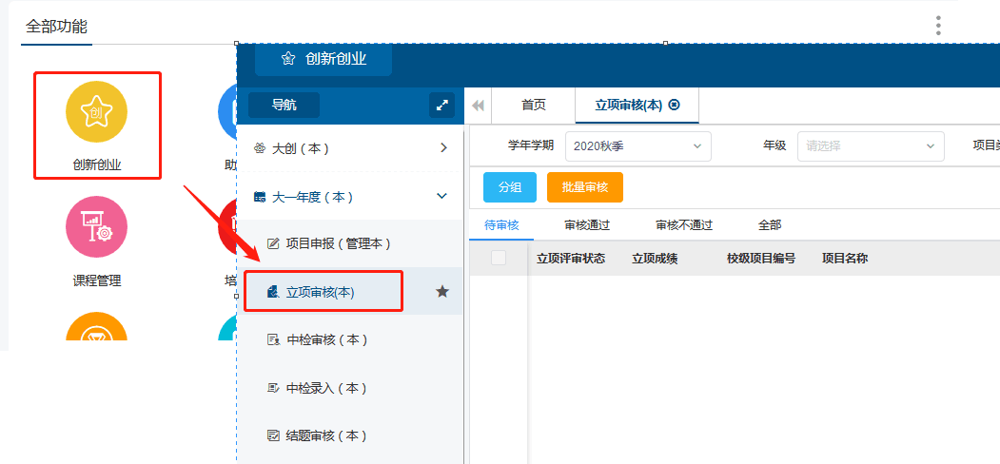 全部功能
创
创新创业
助
课程管理
培
创新创业
导航
大创（本）
大一年度（本）
项目申报（管理本）
立项审核(本)
中检审核（本）
中检录入（本）
结题审核（本）
首页
立项审核(本)
学年学期
2020秋季
年级
请选择
项目类
分组
批量审核
待审核
审核通过
审核不通过
全部
立项评审状态
立项成绩
校级项目编号
项目名称